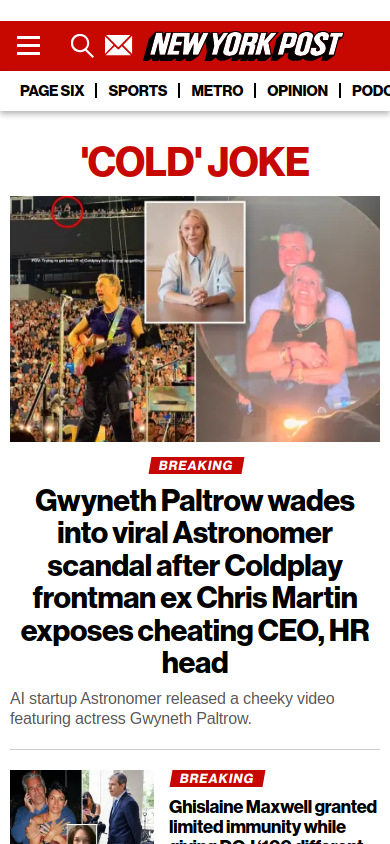 NEW YORK POST
PAGE SIX | SPORTS | METRO | OPINION | PODC
'COLD' JOKE
BREAKING
Gwyneth Paltrow wades
into viral Astronomer
scandal after Coldplay
frontman ex Chris Martin
exposes cheating CEO, HR
head
AI startup Astronomer released a cheeky video
featuring actress Gwyneth Paltrow.
BREAKING
Ghislaine Maxwell granted
limited immunity while